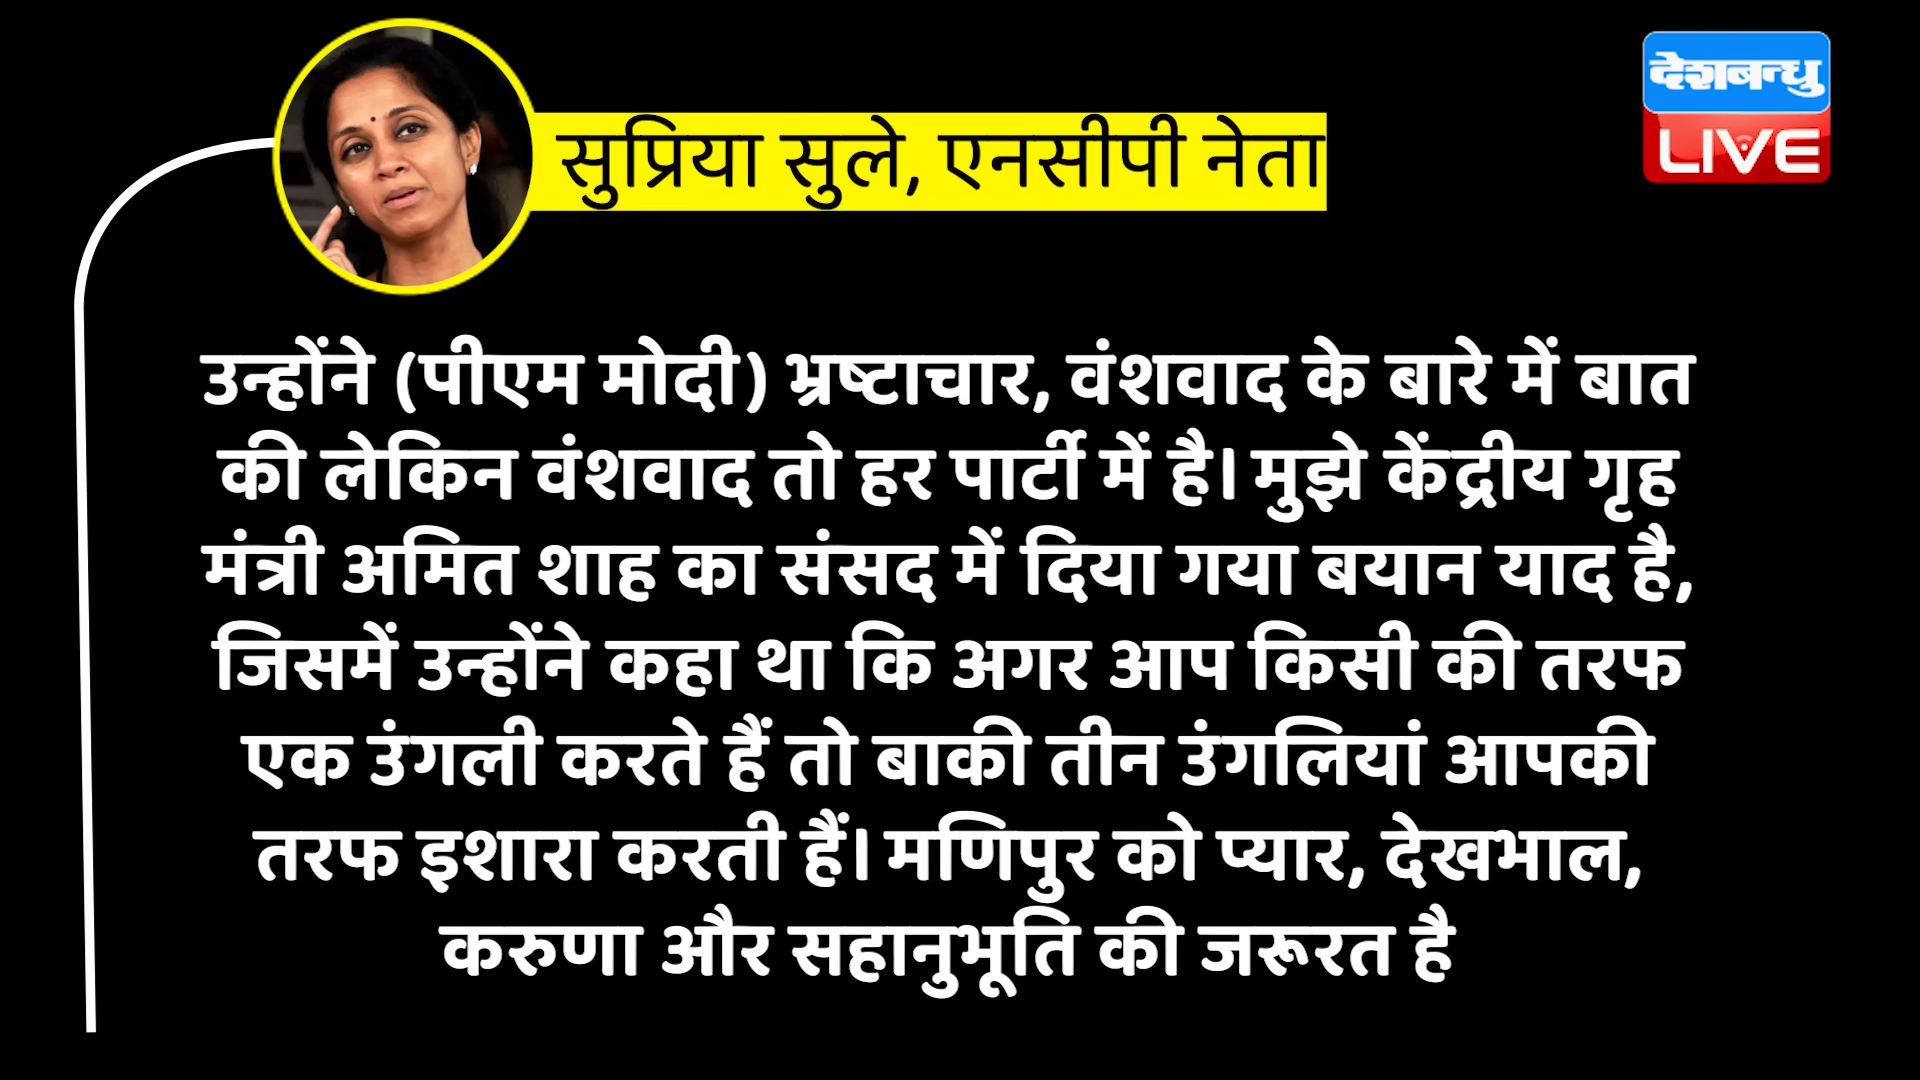 देशबन्धु
LIVE
सुप्रिया सुले, एनसीपी नेता
उन्होंने (पीएम मोदी) भ्रष्टाचार, वंशवाद के बारे में बात
की लेकिन वंशवाद तो हर पार्टी में है। मुझे केंद्रीय गृह
मंत्री अमित शाह का संसद में दिया गया बयान याद है,
जिसमें उन्होंने कहा था कि अगर आप किसी की तरफ
एक उंगली करते हैं तो बाकी तीन उंगलियां आपकी
तरफ इशारा करती हैं। मणिपुर को प्यार, देखभाल,
करुणा और सहानुभूति की जरूरत है